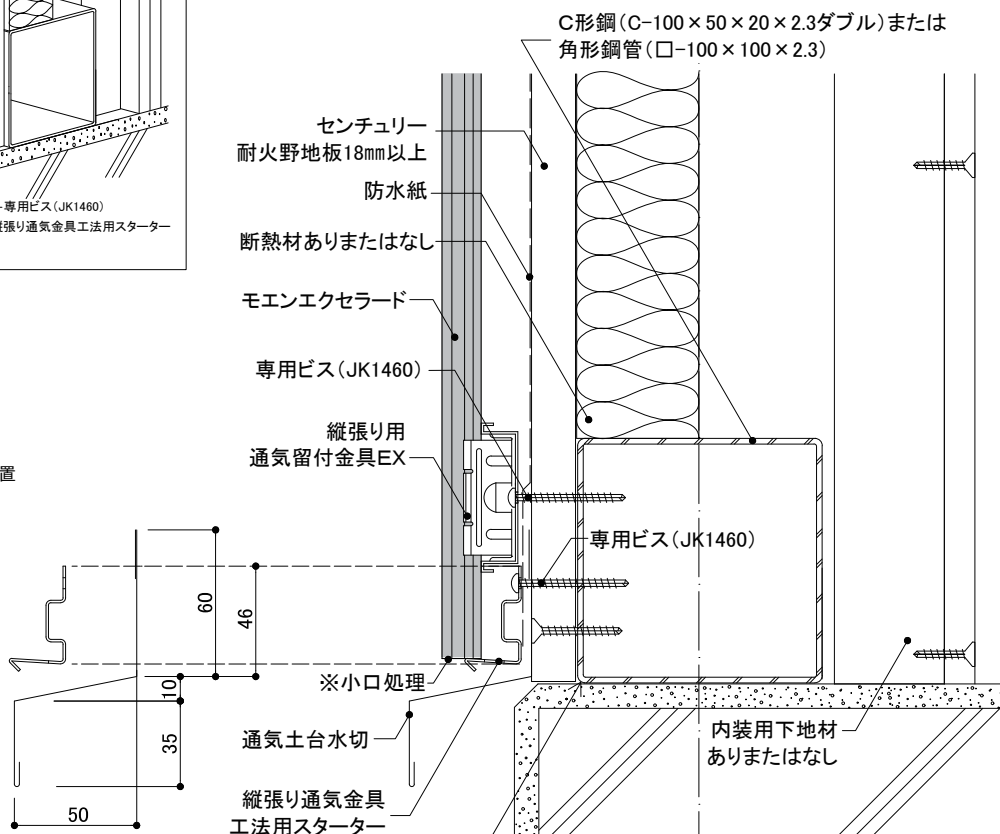 C形鋼(C-100×50×20×2.3ダブル)または
角形鋼管(□-100×100×2.3)
センチュリー
耐火野地板18mm以上
防水紙
断熱材ありまたはなし
モエンエクセラード
専用ビス(JK1460)
縦張り用
通気留付金具EX
専用ビス(JK1460)
専用ビス(JK1460)
縦張り通気金具工法用スターター
置
60
46
10
35
50
※小口処理
通気土台水切
縦張り通気金具
工法用スターター
内装用下地材
ありまたはなし